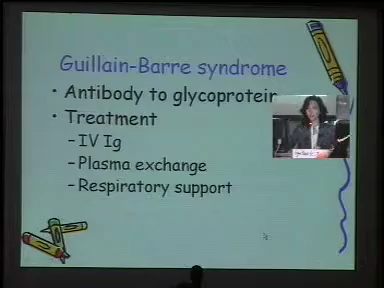 Guillain-Barre syndrome
• Antibody to glycoprotein
• Treatment
– IV Ig
– Plasma exchange
– Respiratory support